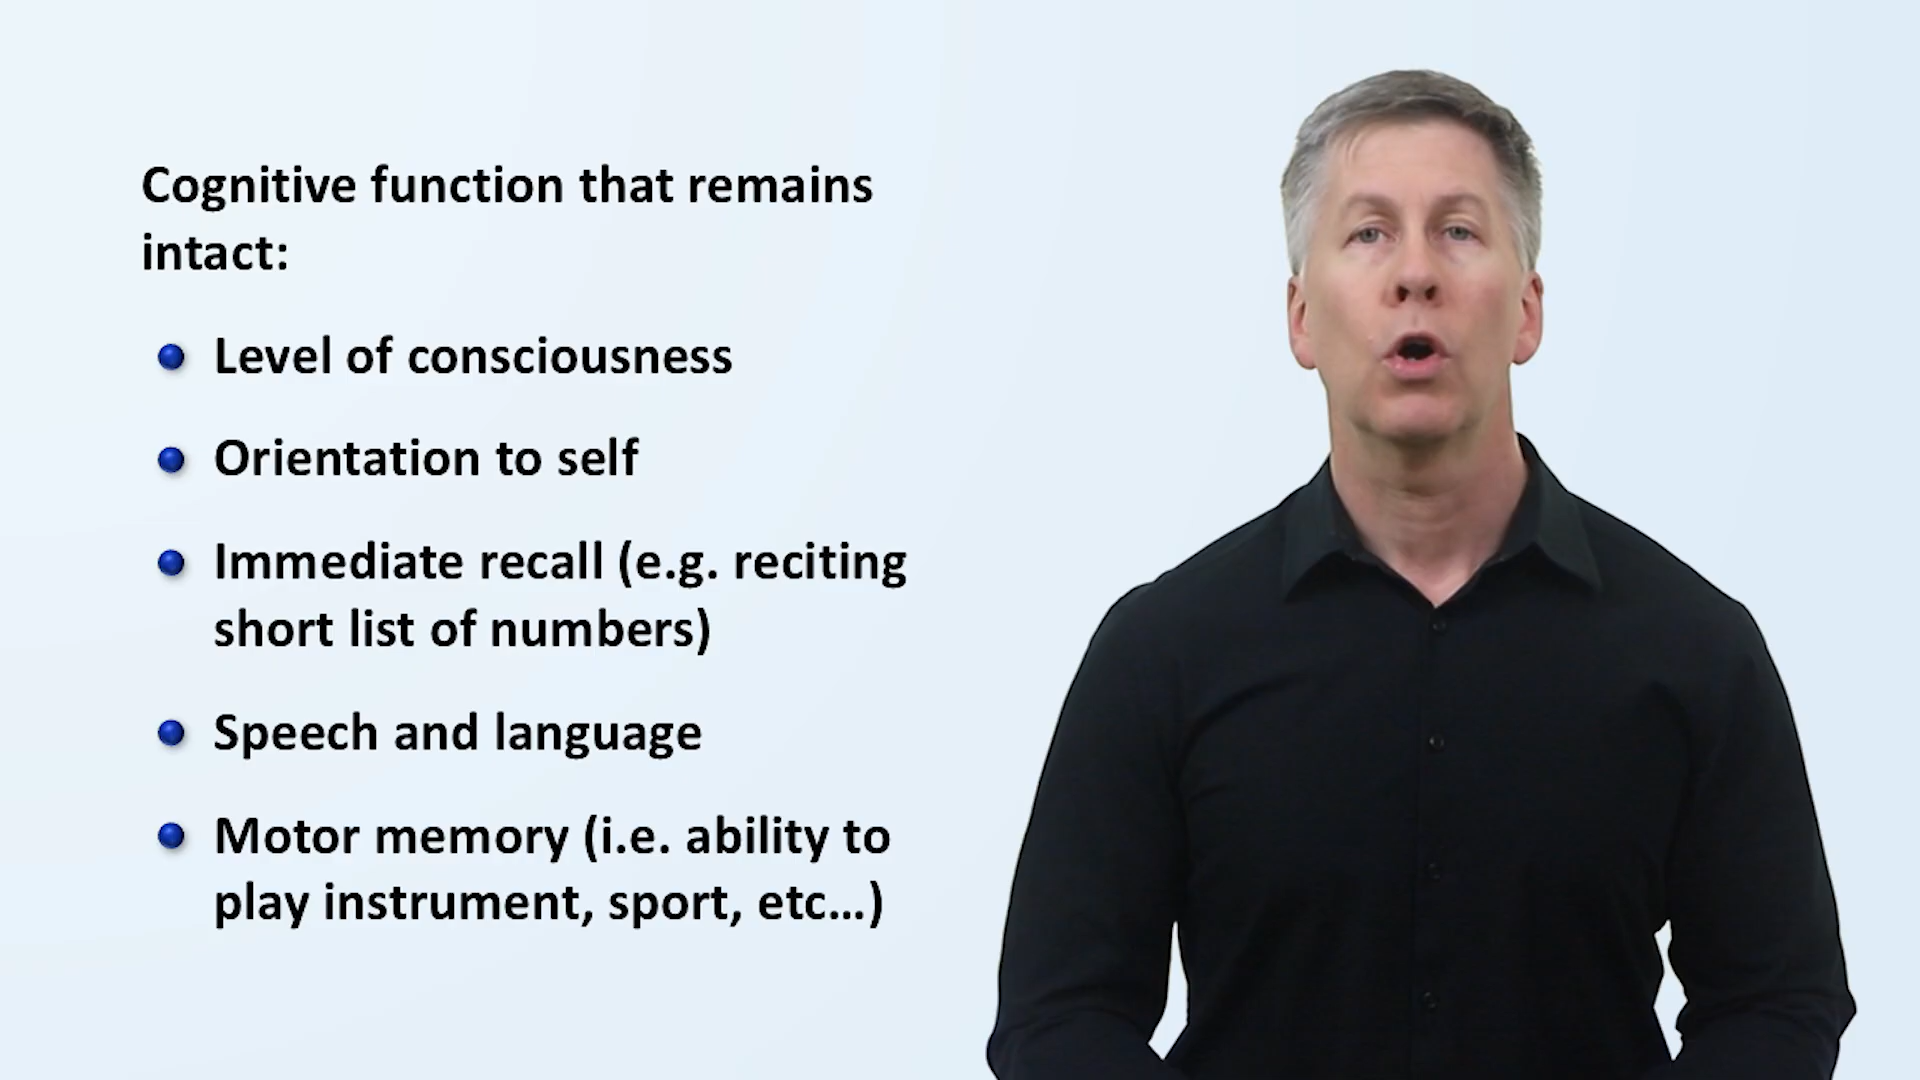 Cognitive function that remains
intact:
Level of consciousness
Orientation to self
Immediate recall (e.g. reciting
short list of numbers)
Speech and language
Motor memory (i.e. ability to
play instrument, sport, etc…)